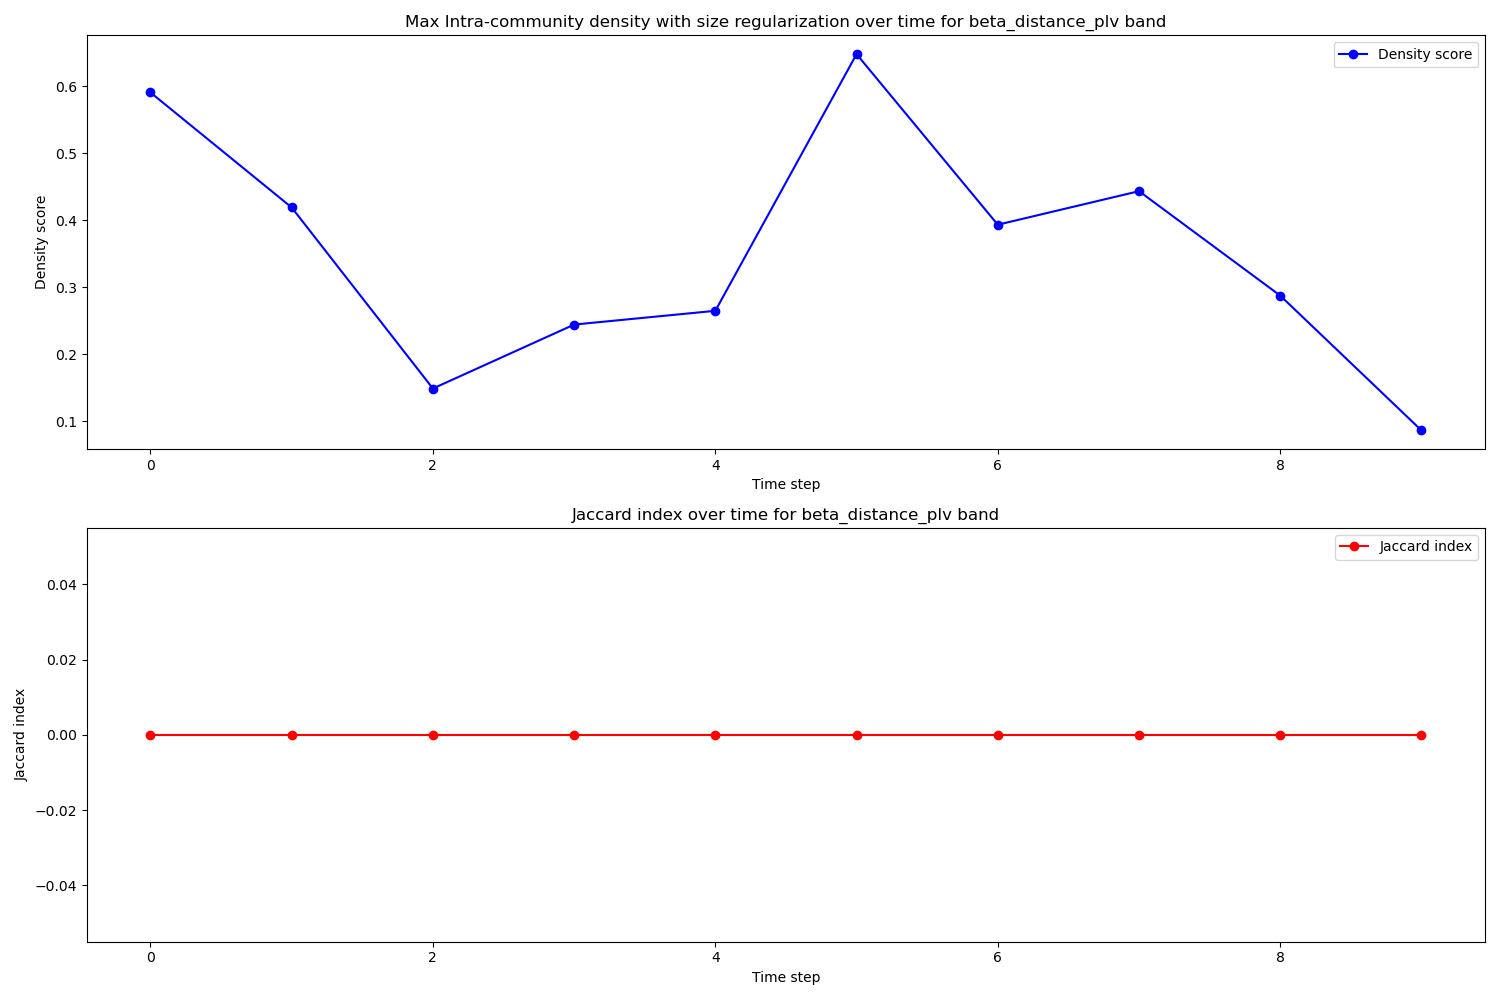 Max Intra-community density with size regularization over time for beta_distance_plv band
Density score
0.6
0.5
0.4
0.3
0.2
0.1
Density score
0
2
4
6
8
Time step
Jaccard index over time for beta_distance_plv band
Jaccard index
0.04
0.02
0.00
−0.02
−0.04
Jaccard index
0
2
4
6
8
Time step